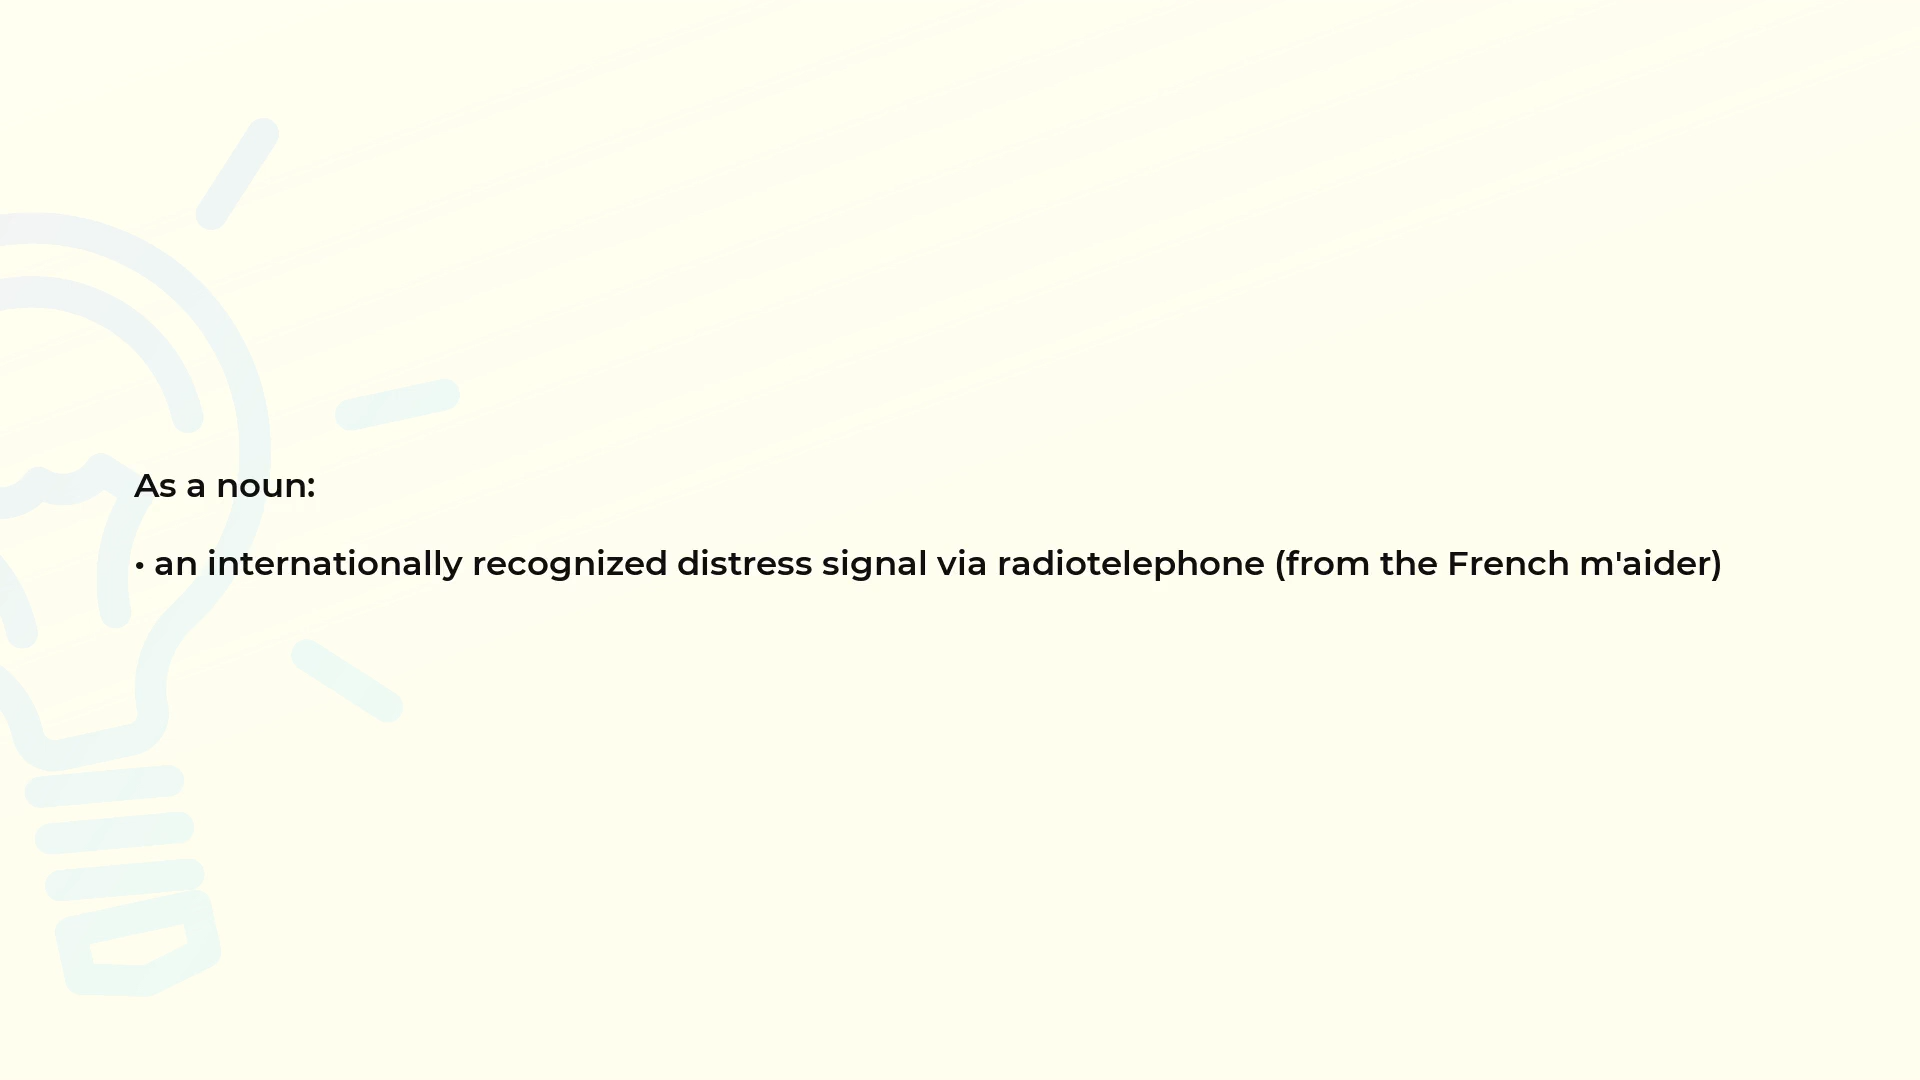 As a noun:
• an internationally recognized distress signal via radiotelephone (from the French m'aider)